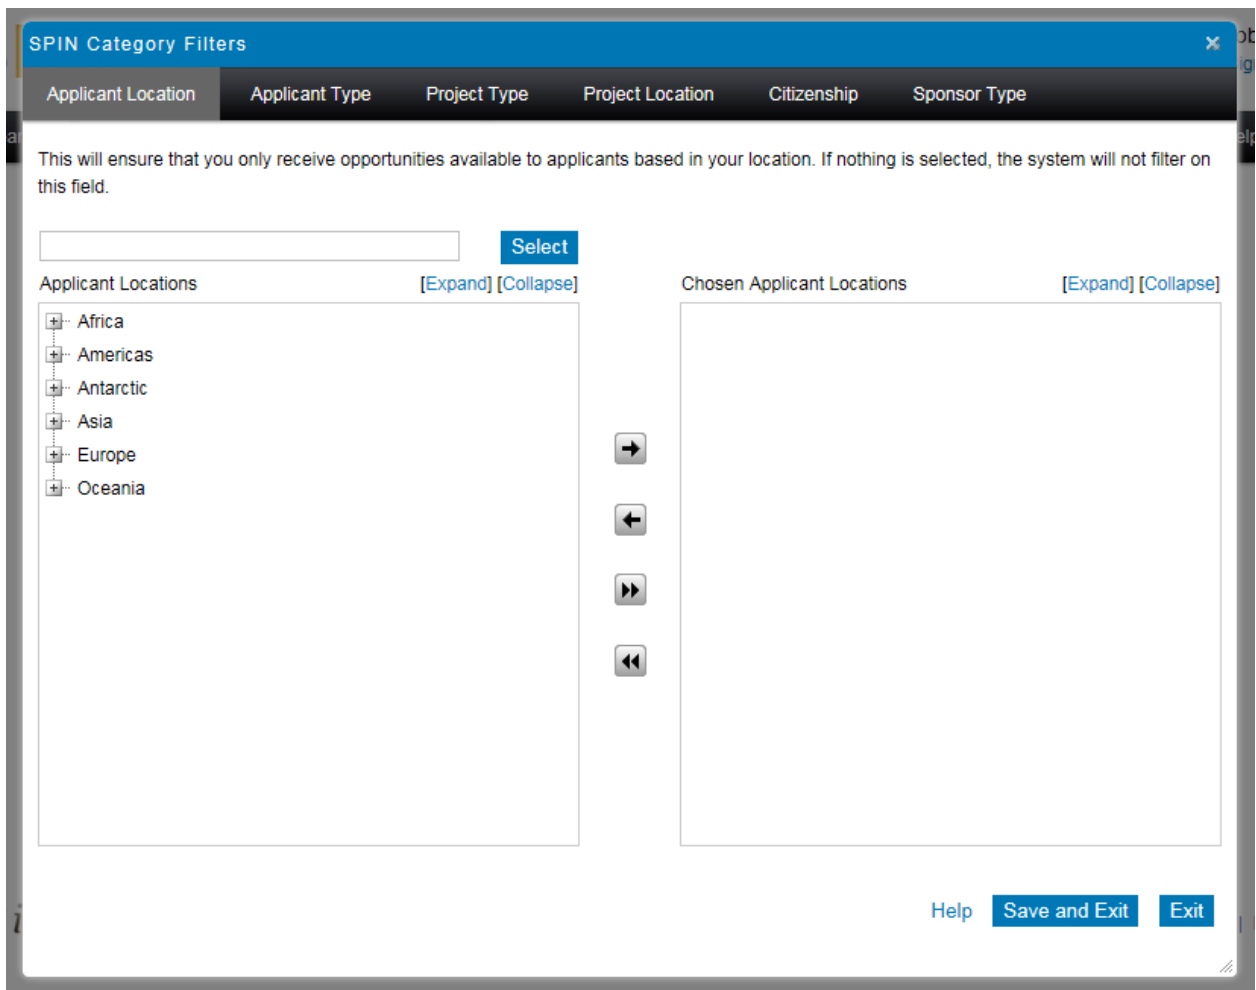 SPIN Category Filters
Applicant Location Applicant Type Project Type Project Location Citizenship Sponsor Type
This will ensure that you only receive opportunities available to applicants based in your location. If nothing is selected, the system will not filter on
this field.
Select
Applicant Locations [Expand] [Collapse] Chosen Applicant Locations [Expand] [Collapse]
Africa
Americas
Antarctic
Asia
Europe
Oceania
Help Save and Exit Exit